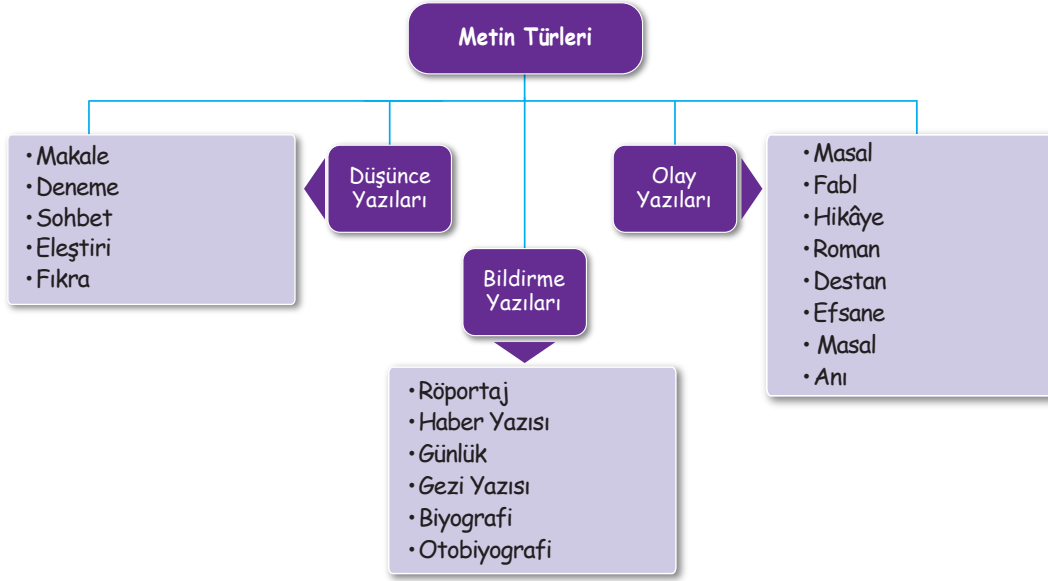 Metin Türleri
• Makale
• Deneme
• Sohbet
• Eleştiri
• Fıkra
Düşünce
Yazıları
Bildirme
Yazıları
• Röportaj
• Haber Yazısı
• Günlük
• Gezi Yazısı
• Biyografi
• Otobiyografi
Olay
Yazıları
• Masal
• Fabl
• Hikâye
• Roman
• Destan
• Efsane
• Masal
• Anı